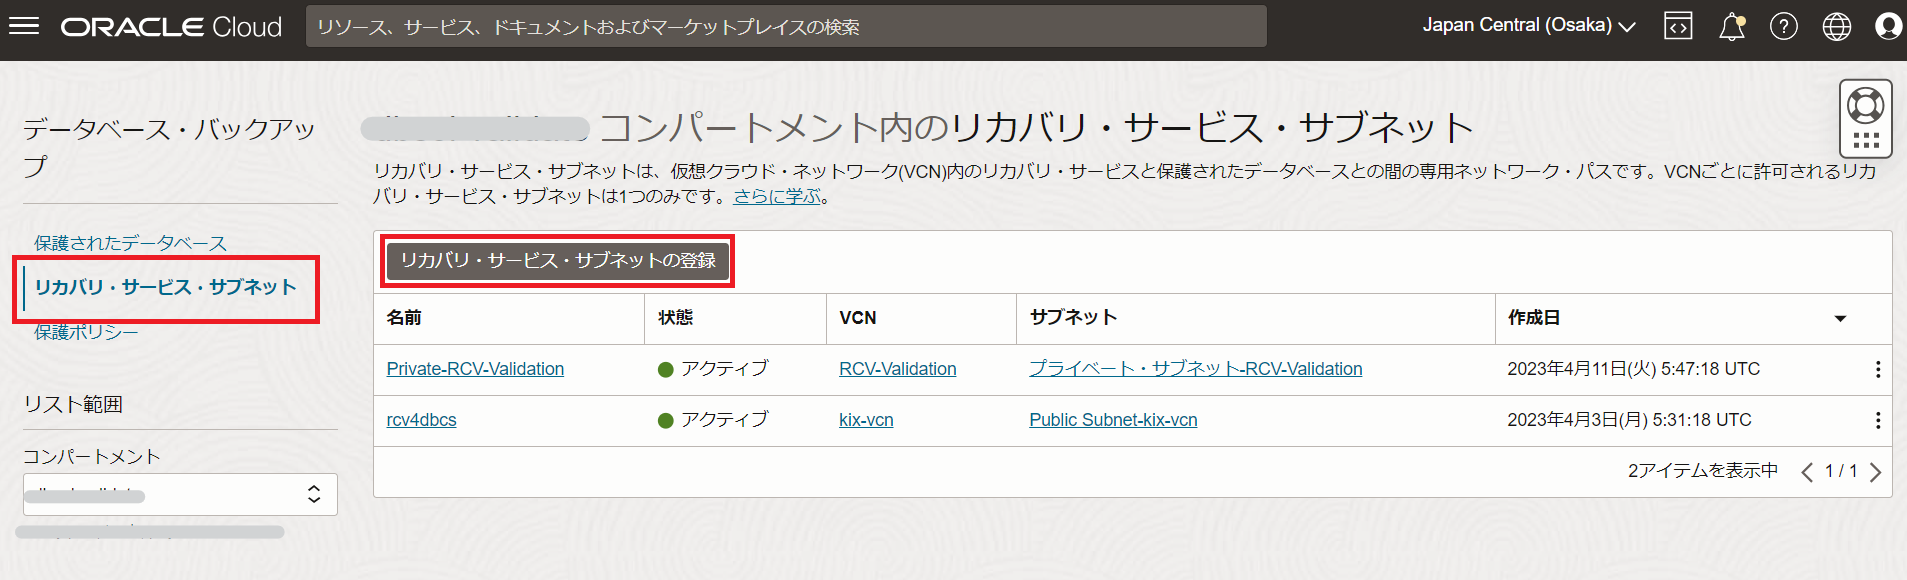 ORACLE Cloud
リソース、サービス、ドキュメントおよびマーケットプレイスの検索
Japan Central (Osaka)
データベース・バックアッ
プ
保護されたデータベース
リカバリ・サービス・サブネット
保護ポリシー
リスト範囲
コンパートメント
コンパートメント内のリカバリ・サービス・サブネット
リカバリ・サービス・サブネットは、仮想クラウド・ネットワーク(VCN)内のリカバリ・サービスと保護されたデータベースとの間の専用ネットワーク・パスです。VCNごとに許可されるリカ
バリ・サービス・サブネットは1つのみです。さらに学ぶ。
リカバリ・サービス・サブネットの登録
名前 状態 VCN サブネット 作成日
Private-RCV-Validation アクティブ RCV-Validation プライベート・サブネット-RCV-Validation 2023年4月11日(火) 5:47:18 UTC
rcv4dbcs アクティブ kix-vcn Public Subnet-kix-vcn 2023年4月3日(月) 5:31:18 UTC
2アイテムを表示中 1 / 1